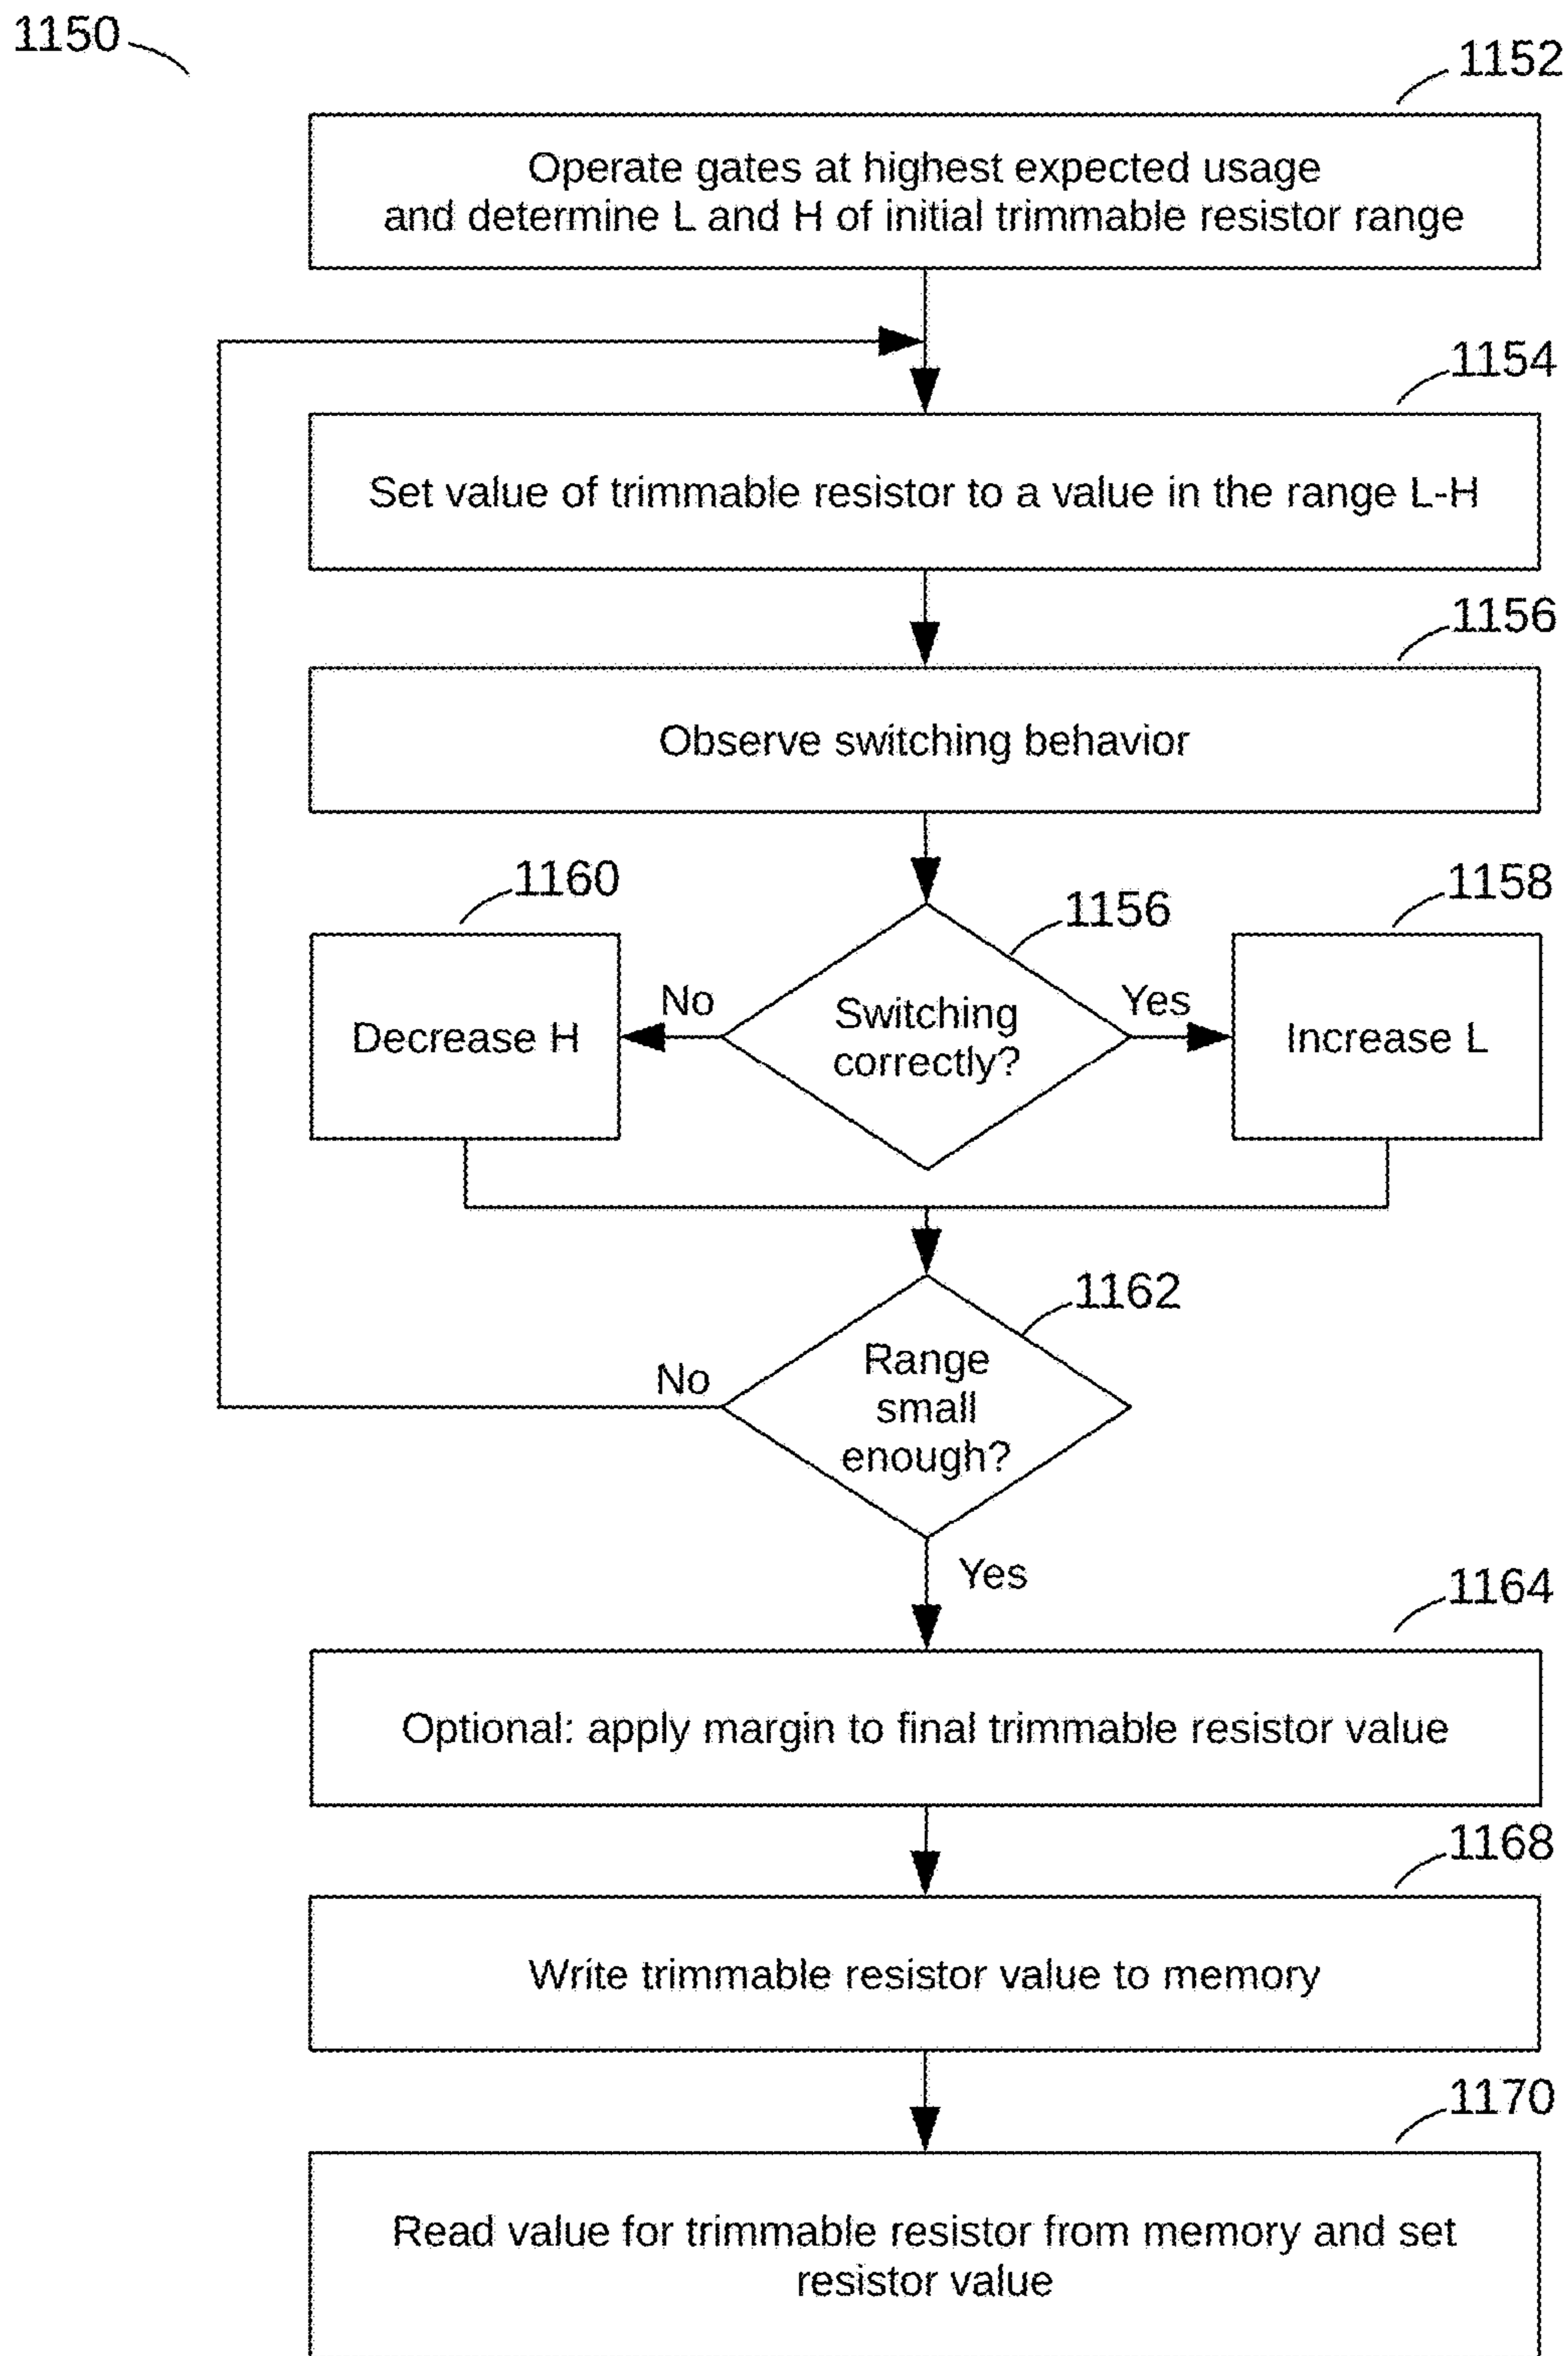 1150
1152
Operate gates at highest expected usage
and determine L and H of initial trimmable resistor range
1154
Set value of trimmable resistor to a value in the range L-H
1156
Observe switching behavior
1160
1156
1158
Decrease H
No
Switching
correctly?
Yes
Increase L
1162
No
Range
small
enough?
Yes
1164
Optional: apply margin to final trimmable resistor value
1168
Write trimmable resistor value to memory
1170
Read value for trimmable resistor from memory and set
resistor value